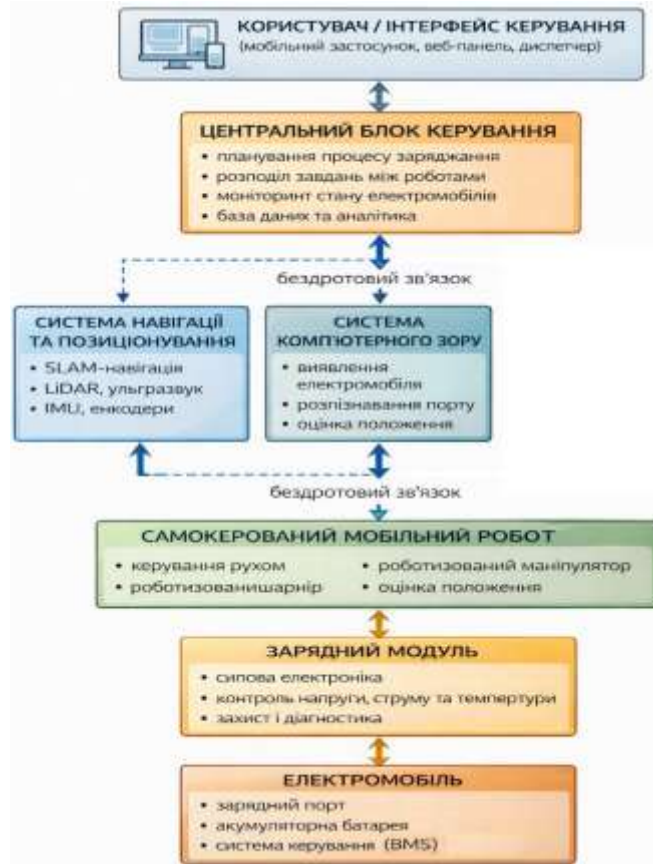 КОРИСТУВАЧ / ІНТЕРФЕЙС КЕРУВАННЯ
(мобільний застосунок, веб-панель, диспетчер)
ЦЕНТРАЛЬНИЙ БЛОК КЕРУВАННЯ
• планування процесу заряджання
• розподіл завдань між роботами
• моніторинт стану електромобілів
• база даних та аналітика
бездротовий зв'язок
СИСТЕМА НАВІГАЦІЇ
ТА ПОЗИЦІОНУВАННЯ
• SLAM-навігація
• LiDAR, ультразвук
• IMU, енкодери
СИСТЕМА
КОМП'ЮТЕРНОГО ЗОРУ
• виявлення
електромобіля
• розпізнавання порту
• оцінка положення
бездротовий зв'язок
САМОКЕРОВАНИЙ МОБІЛЬНИЙ РОБОТ
• керування рухом
• роботизованишарнір
• роботизований маніпулятор
• оцінка положення
ЗАРЯДНИЙ МОДУЛЬ
• сипова електроніка
• контроль напруги, струму та темпертури
• захист і діагностика
ЕЛЕКТРОМОБІЛЬ
• зарядний порт
• акумуляторна батарея
• система керування (BMS)